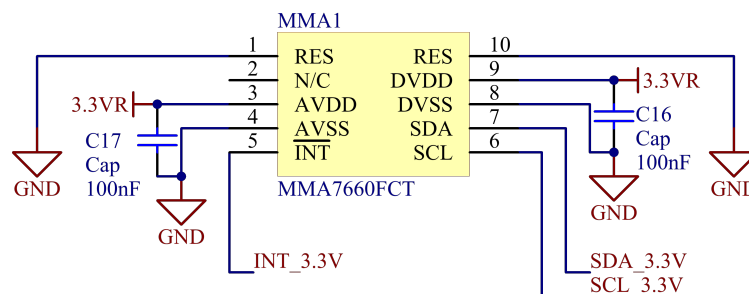 MMA1
1 RES RES 10
2 N/C DVDD 9
3.3VR 3 AVDD DVSS 8 3.3VR
4 AVSS SDA 7
5 INT SCL 6
C17
Cap
100nF
C16
Cap
100nF
MMA7660FCT
GND
GND
GND
GND
INT_3.3V
SDA_3.3V
SCL_3.3V